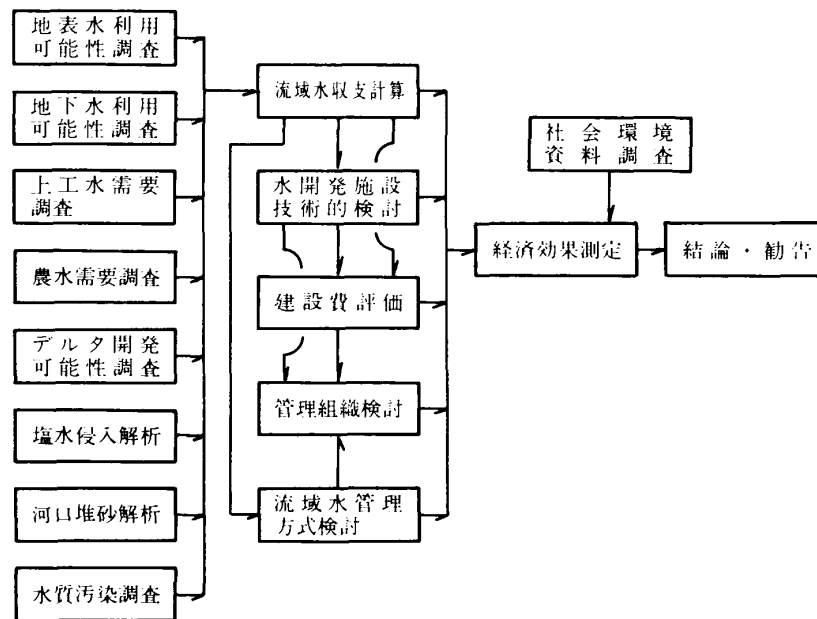 地表水利用
可能性調査
地下水利用
可能性調査
上工水需要
調査
農水需要調査
デルタ開発
可能性調査
塩水侵入解析
河口堆砂解析
水質汚染調査
流域水収支計算
水開発施設
技術的検討
建設費評価
管理組織検討
流域水管理
方式検討
社会環境
資料調査
経済効果測定
結論・勧告